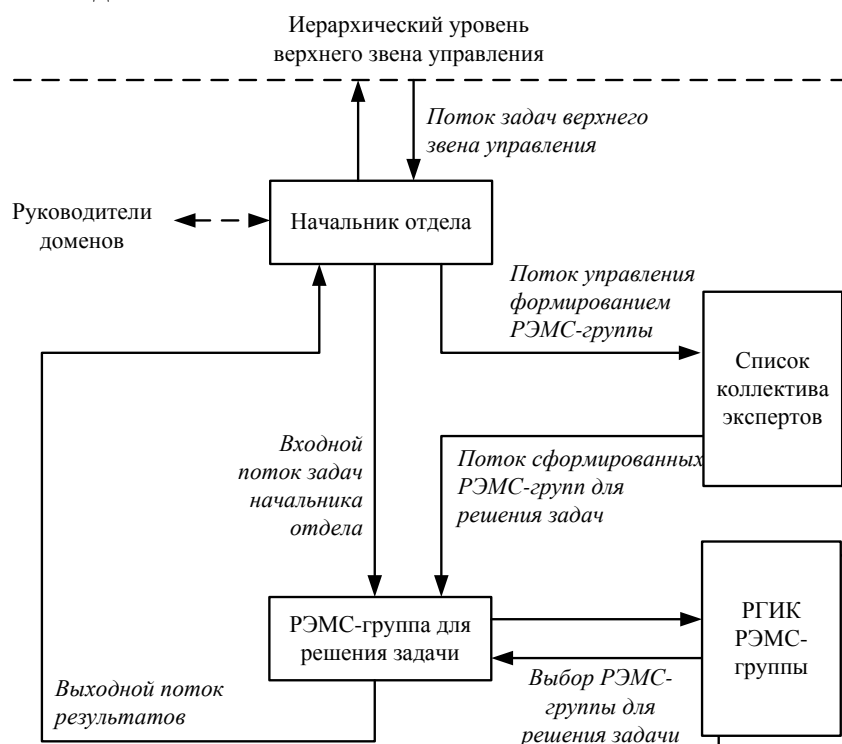 Иерархический уровень
верхнего звена управления
Поток задач верхнего
звена управления
Руководители
доменов
Начальник отдела
Поток управления
формированием
РЭМС-группы
Список
коллектива
экспертов
Входной
поток задач
начальника
отдела
Поток сформированных
РЭМС-групп для
решения задач
РЭМС-группа для
решения задачи
РГИК
РЭМС-
группы
Выходной поток
результатов
Выбор РЭМС-
группы для
решения задачи